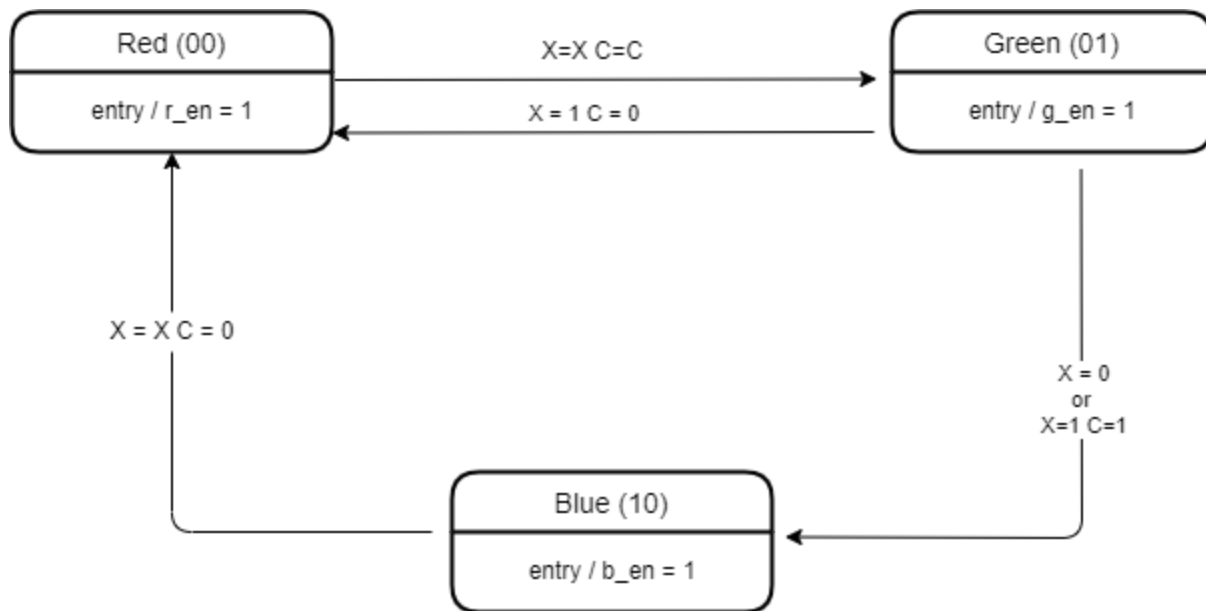 Red (00)
entry / r_en = 1
X=X C=C
X = 1 C = 0
Green (01)
entry / g_en = 1
X = X C = 0
X = 0
or
X=1 C=1
Blue (10)
entry / b_en = 1